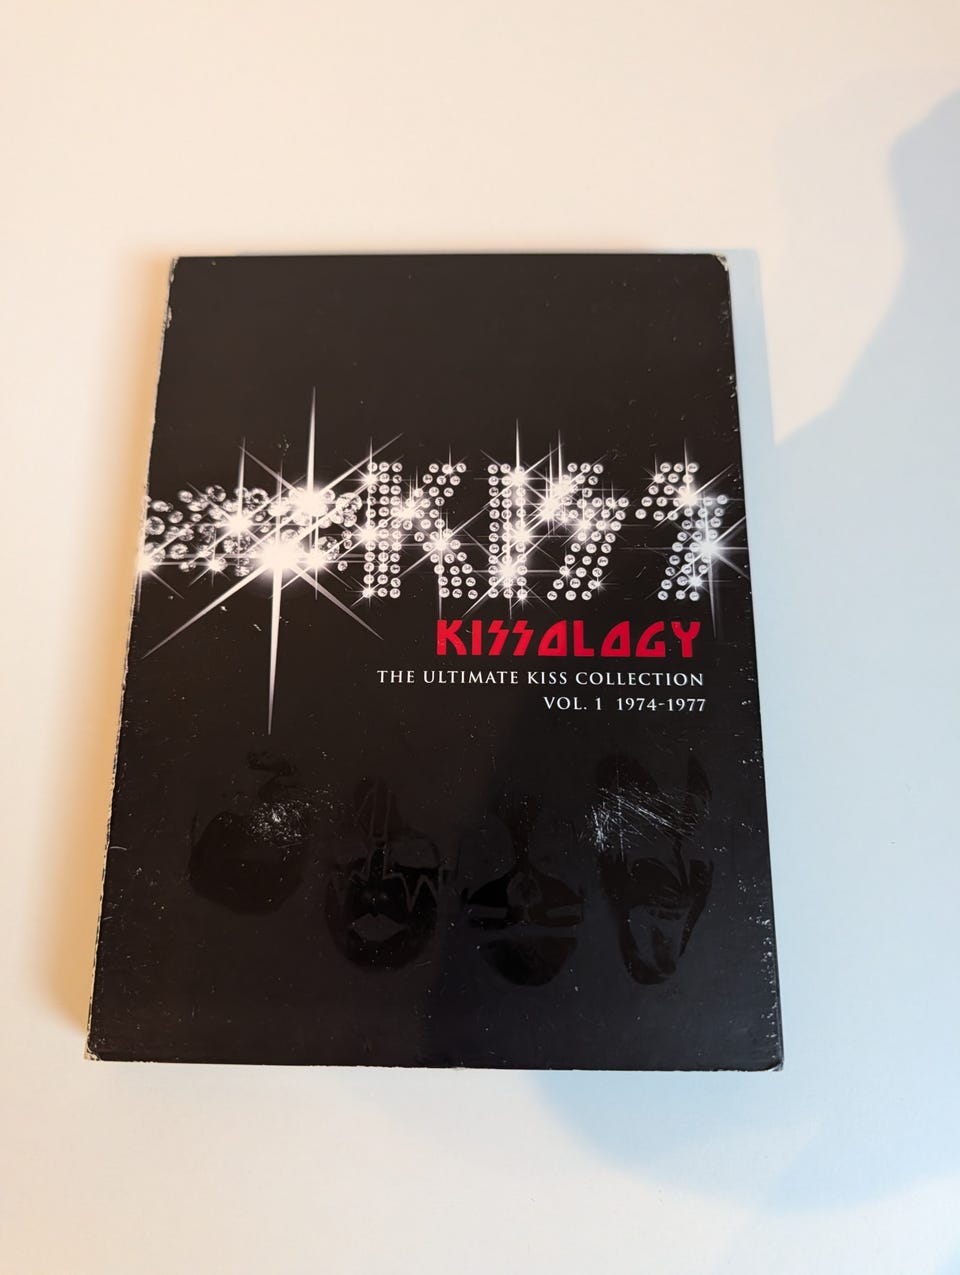 KISS
KISSOLOGY
THE ULTIMATE KISS COLLECTION
VOL. 1 1974-1977